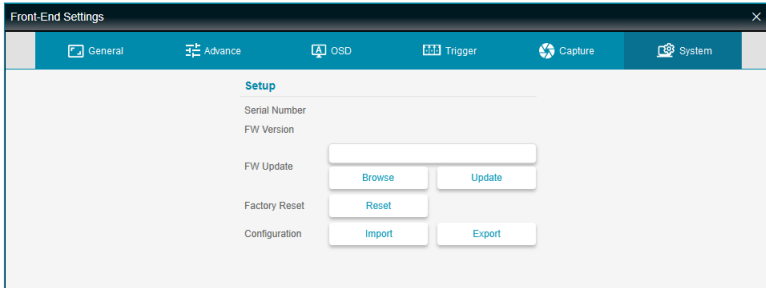 Front-End Settings
General Advance OSD Trigger Capture System
Setup
Serial Number
FW Version
FW Update
Browse Update
Factory Reset Reset
Configuration Import Export